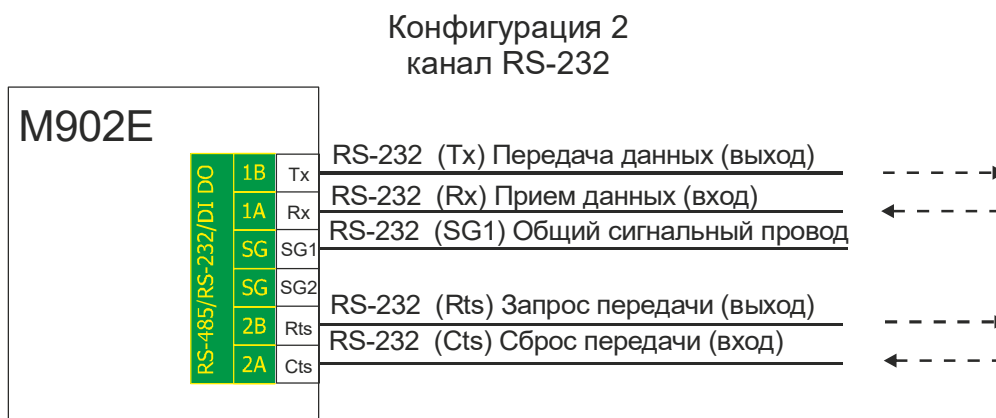 Конфигурация 2
канал RS-232
M902E
RS-485/RS-232/DI DO
1B Tx RS-232 (Tx) Передача данных (выход)
1A Rx RS-232 (Rx) Прием данных (вход)
SG SG1 RS-232 (SG1) Общий сигнальный провод
SG SG2
2B Rts RS-232 (Rts) Запрос передачи (выход)
2A Cts RS-232 (Cts) Сброс передачи (вход)